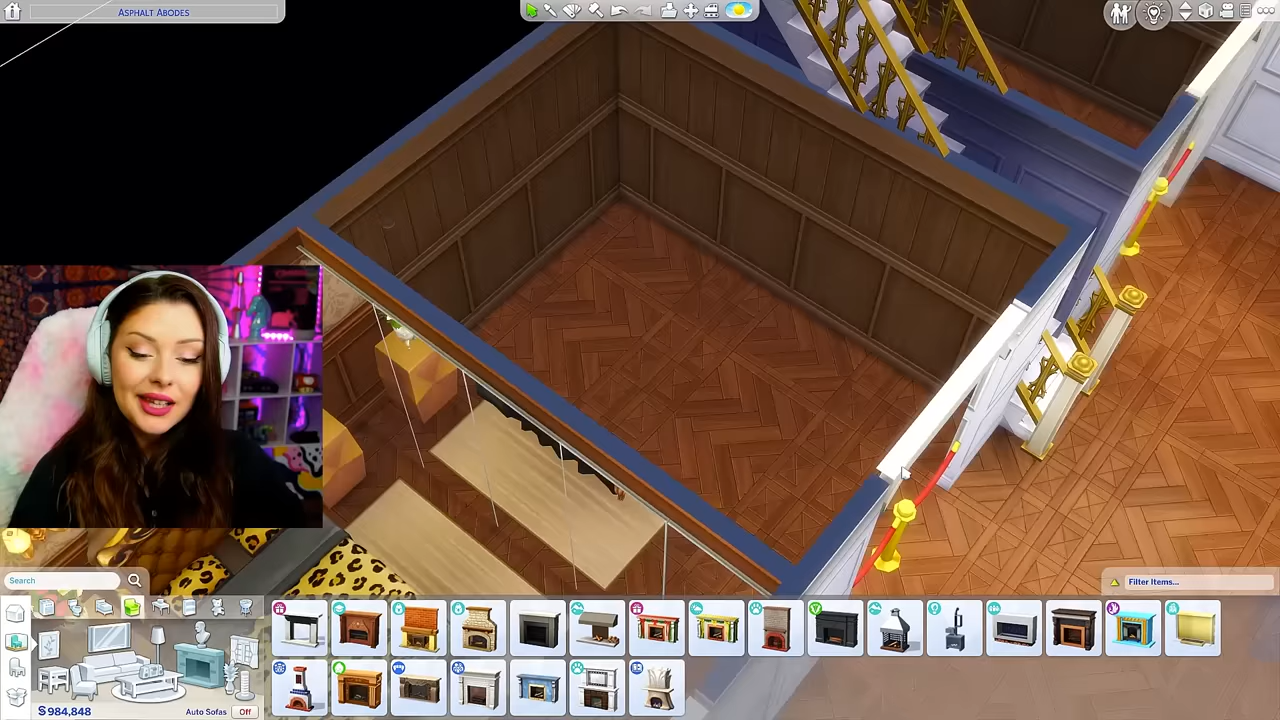 ASPHALT ABODES
Search
Filter Items...
$984,848
Auto Sofas Off